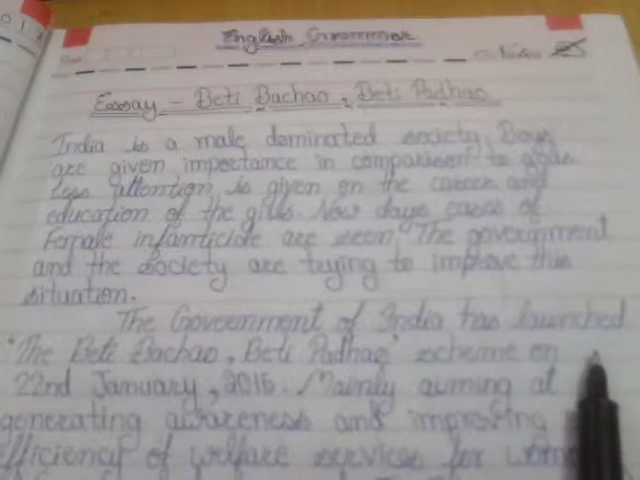 English Grammar
Essay - Beti Bachao, Beti Padhao
India is a male dominated society. Boys
are given importance in comparison to girls
Less attention is given on the career and
education of the girls. Now days cases of
female infanticide are seen. The government
and the society are trying to improve this
situation.
The Government of India has launched
"The Beti Bachao, Beti Padhao" scheme on
22nd January, 2015. Mainly aiming at
generating awareness and improving
efficiency of welfare services for